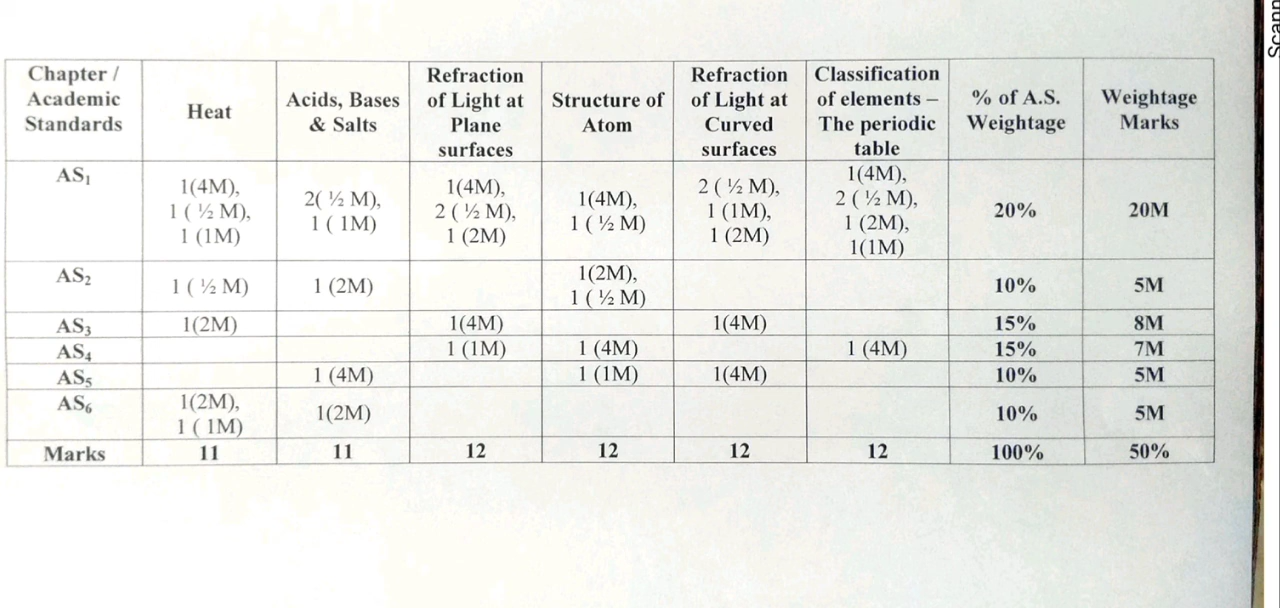 Scann
Chapter / Academic Standards | Heat | Acids, Bases & Salts | Refraction of Light at Plane surfaces | Structure of Atom | Refraction of Light at Curved surfaces | Classification of elements – The periodic table | % of A.S. Weightage | Weightage Marks
AS₁ | 1(4M), 1 ( ½ M), 1 (1M) | 2( ½ M), 1 ( 1M) | 1(4M), 2 ( ½ M), 1 (2M) | 1(4M), 1 ( ½ M) | 2 ( ½ M), 1 (1M), 1 (2M) | 1(4M), 2 ( ½ M), 1 (2M), 1(1M) | 20% | 20M
AS₂ | 1 ( ½ M) | 1 (2M) | | 1(2M), 1 ( ½ M) | | | 10% | 5M
AS₃ | 1(2M) | | 1(4M) | | 1(4M) | | 15% | 8M
AS₄ | | | 1 (1M) | 1 (4M) | | 1 (4M) | 15% | 7M
AS₅ | | 1 (4M) | | 1 (1M) | 1(4M) | | 10% | 5M
AS₆ | 1(2M), 1 ( 1M) | 1(2M) | | | | | 10% | 5M
Marks | 11 | 11 | 12 | 12 | 12 | 12 | 100% | 50%